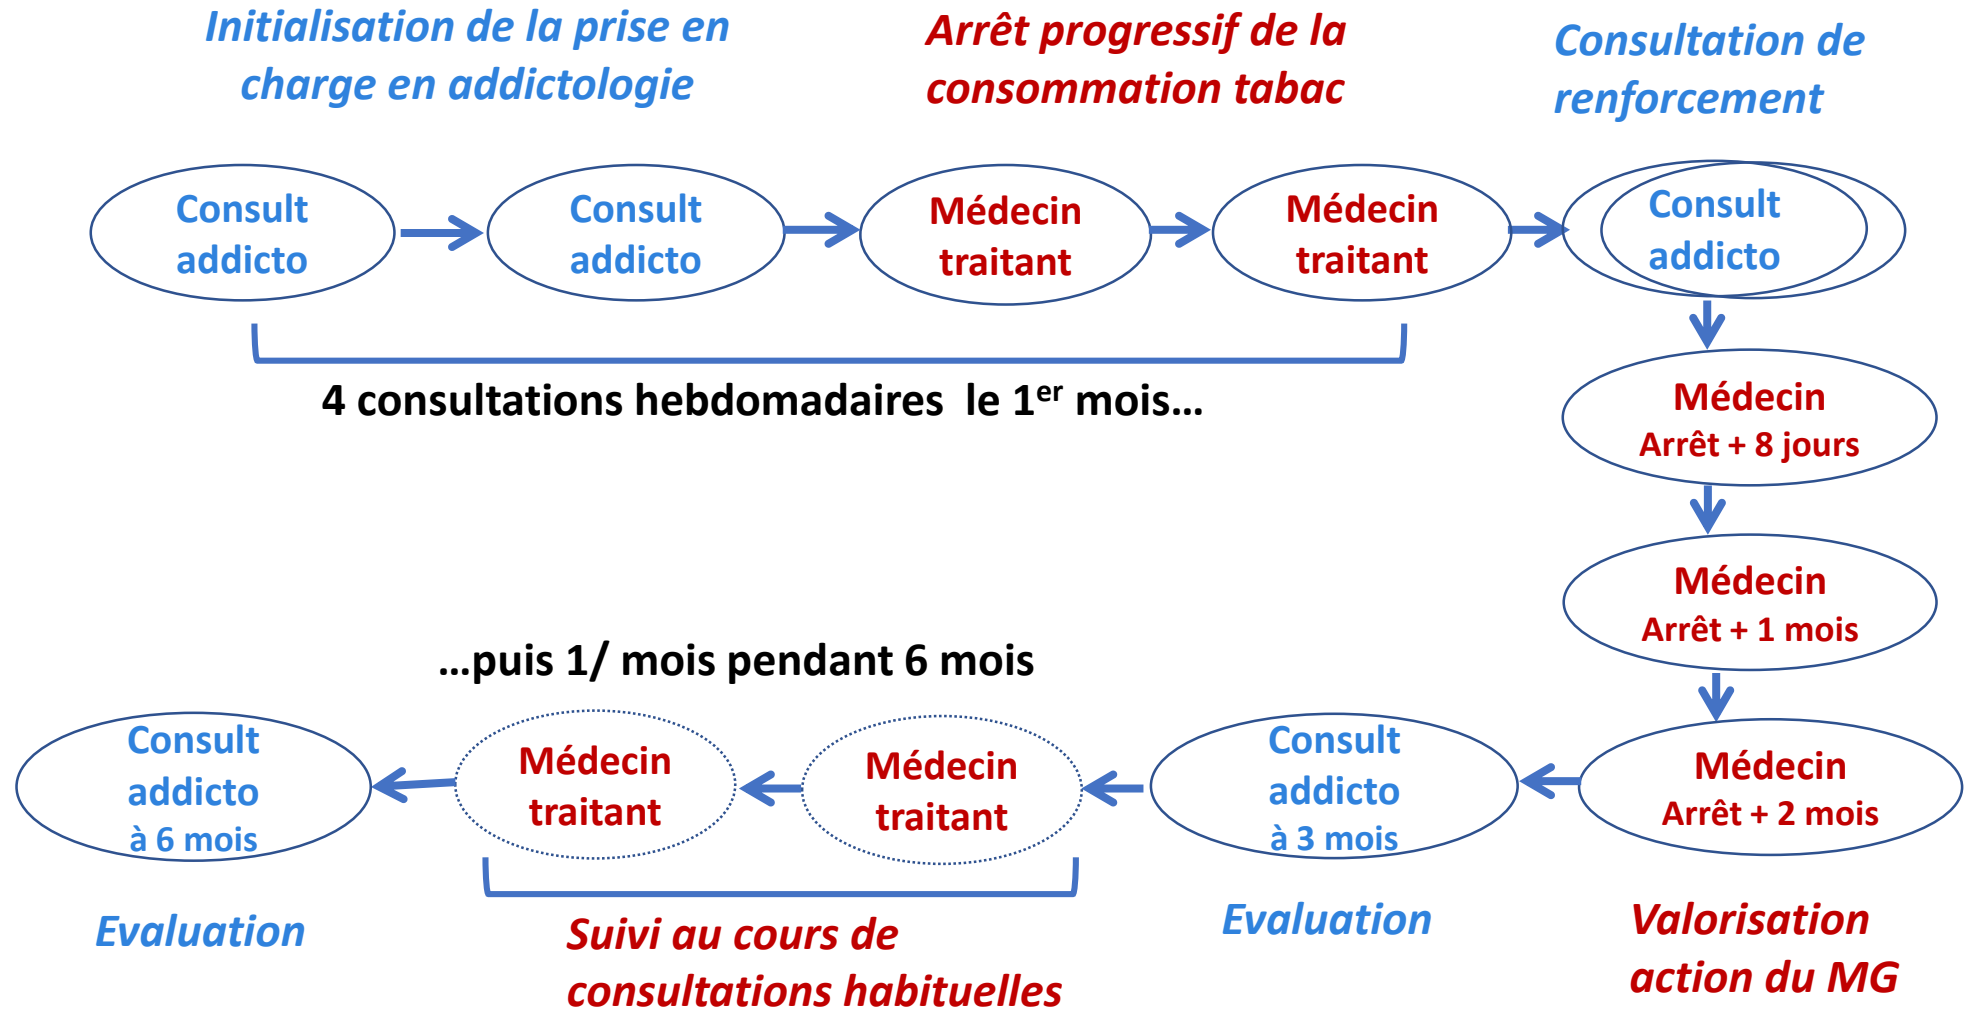 Initialisation de la prise en
charge en addictologie
Arrêt progressif de la
consommation tabac
Consultation de
renforcement
Consult
addicto
Consult
addicto
Médecin
traitant
Médecin
traitant
Consult
addicto
4 consultations hebdomadaires  le 1er mois...
Médecin
Arrêt + 8 jours
Médecin
Arrêt + 1 mois
...puis 1/ mois pendant 6 mois
Consult
addicto
à 6 mois
Médecin
traitant
Médecin
traitant
Consult
addicto
à 3 mois
Médecin
Arrêt + 2 mois
Evaluation
Suivi au cours de
consultations habituelles
Evaluation
Valorisation
action du MG